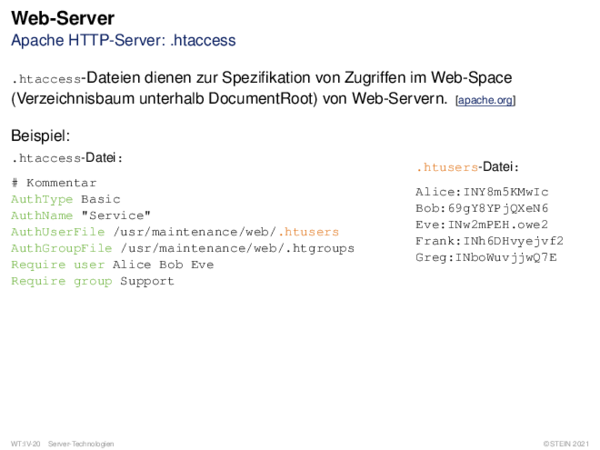 Web-Server
Apache HTTP-Server: .htaccess
.htaccess-Dateien dienen zur Spezifikation von Zugriffen im Web-Space
(Verzeichnisbaum unterhalb DocumentRoot) von Web-Servern. [apache.org]
Beispiel:
.htaccess-Datei:
# Kommentar
AuthType Basic
AuthName "Service"
AuthUserFile /usr/maintenance/web/.htusers
AuthGroupFile /usr/maintenance/web/.htgroups
Require user Alice Bob Eve
Require group Support
.htusers-Datei:
Alice:INY8m5KMwIc
Bob:69gY8YPjQXeN6
Eve:INw2mPEH.owe2
Frank:INh6DHvyejvf2
Greg:INboWuvjjwQ7E
WT:IV-20 Server-Technologien
©STEIN 2021